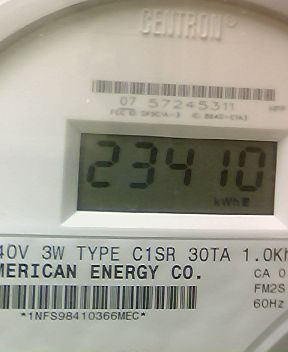 CENTRON®
07 57245311
23410
kWh
40V 3W TYPE C1SR 30TA 1.0Kh
MERICAN ENERGY CO.
CA 0
FM2S
60Hz
*1NFS98410366MEC*